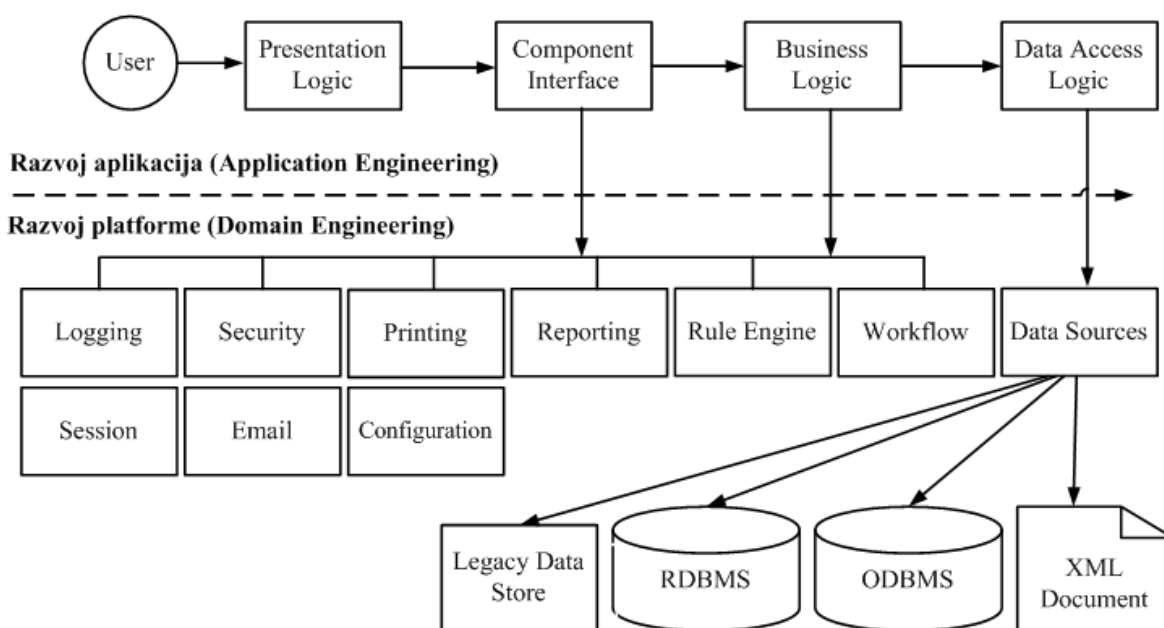 User
Presentation
Logic
Component
Interface
Business
Logic
Data Access
Logic
Razvoj aplikacija (Application Engineering)
Razvoj platforme (Domain Engineering)
Logging
Security
Printing
Reporting
Rule Engine
Workflow
Data Sources
Session
Email
Configuration
Legacy Data
Store
RDBMS
ODBMS
XML
Document